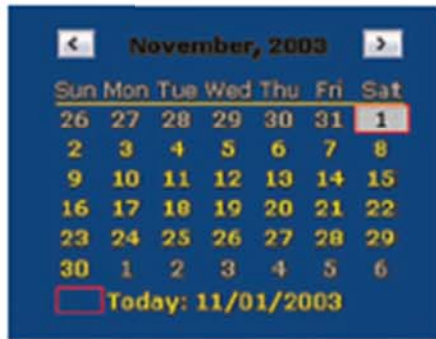 < November, 2003 >
Sun Mon Tue Wed Thu Fri Sat
26 27 28 29 30 31 1
2 3 4 5 6 7 8
9 10 11 12 13 14 15
16 17 18 19 20 21 22
23 24 25 26 27 28 29
30 1 2 3 4 5 6
Today: 11/01/2003